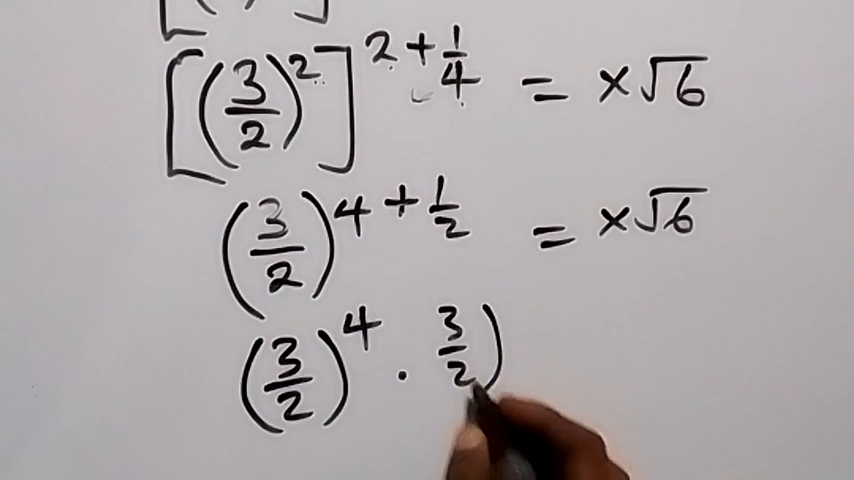 [(3/2)^2]^(2 + 1/4) = x√6
(3/2)^(4 + 1/2) = x√6
(3/2)^4 · 3/2)